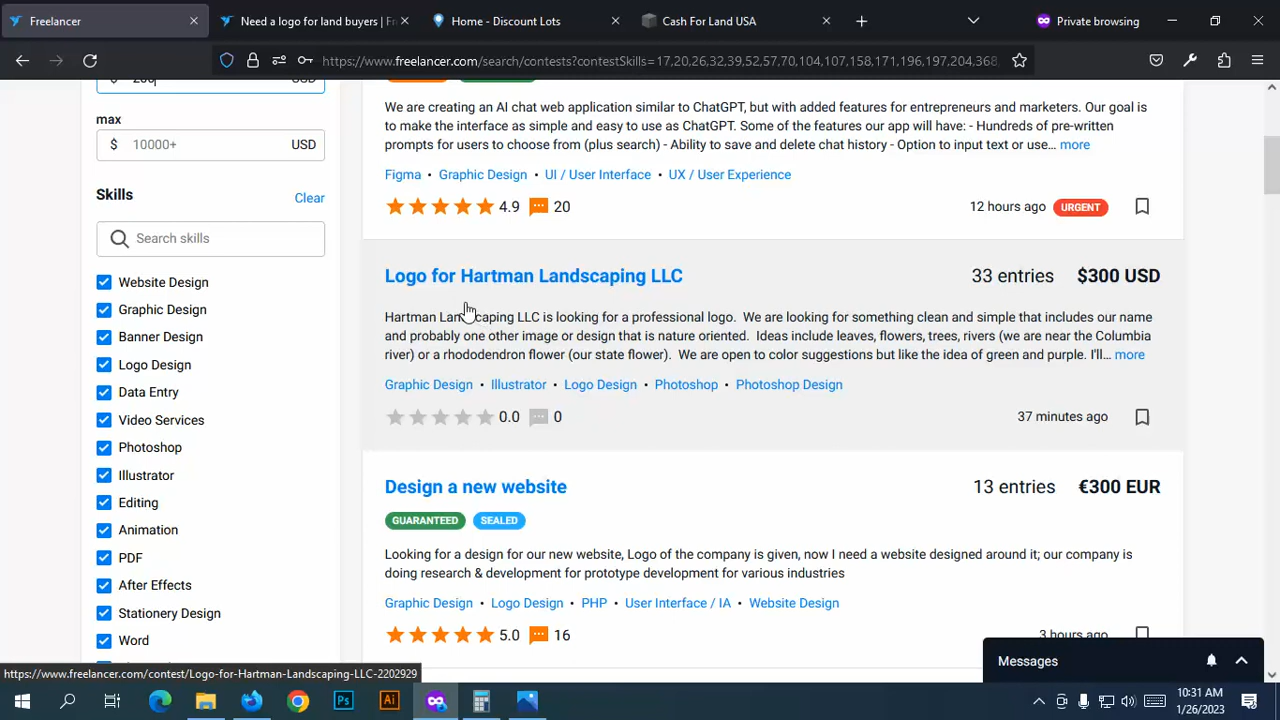 Freelancer
Need a logo for land buyers | Fr
Home - Discount Lots
Cash For Land USA
Private browsing
https://www.freelancer.com/search/contests?contestSkills=17,20,26,32,39,52,57,70,104,107,158,171,196,197,204,368,
$ 200 USD
max
$ 10000+ USD
Skills Clear
Search skills
Website Design
Graphic Design
Banner Design
Logo Design
Data Entry
Video Services
Photoshop
Illustrator
Editing
Animation
PDF
After Effects
Stationery Design
Word
We are creating an AI chat web application similar to ChatGPT, but with added features for entrepreneurs and marketers. Our goal is
to make the interface as simple and easy to use as ChatGPT. Some of the features our app will have: - Hundreds of pre-written
prompts for users to choose from (plus search) - Ability to save and delete chat history - Option to input text or use... more
Figma • Graphic Design • UI / User Interface • UX / User Experience
4.9 20 12 hours ago URGENT
Logo for Hartman Landscaping LLC 33 entries $300 USD
Hartman Landscaping LLC is looking for a professional logo. We are looking for something clean and simple that includes our name
and probably one other image or design that is nature oriented. Ideas include leaves, flowers, trees, rivers (we are near the Columbia
river) or a rhododendron flower (our state flower). We are open to color suggestions but like the idea of green and purple. I'll... more
Graphic Design • Illustrator • Logo Design • Photoshop • Photoshop Design
0.0 0 37 minutes ago
Design a new website 13 entries €300 EUR
GUARANTEED SEALED
Looking for a design for our new website, Logo of the company is given, now I need a website designed around it; our company is
doing research & development for prototype development for various industries
Graphic Design • Logo Design • PHP • User Interface / IA • Website Design
5.0 16 3 hours ago
Messages
https://www.freelancer.com/contest/Logo-for-Hartman-Landscaping-LLC-2202929
Ps
Ai
10:31 AM
1/26/2023